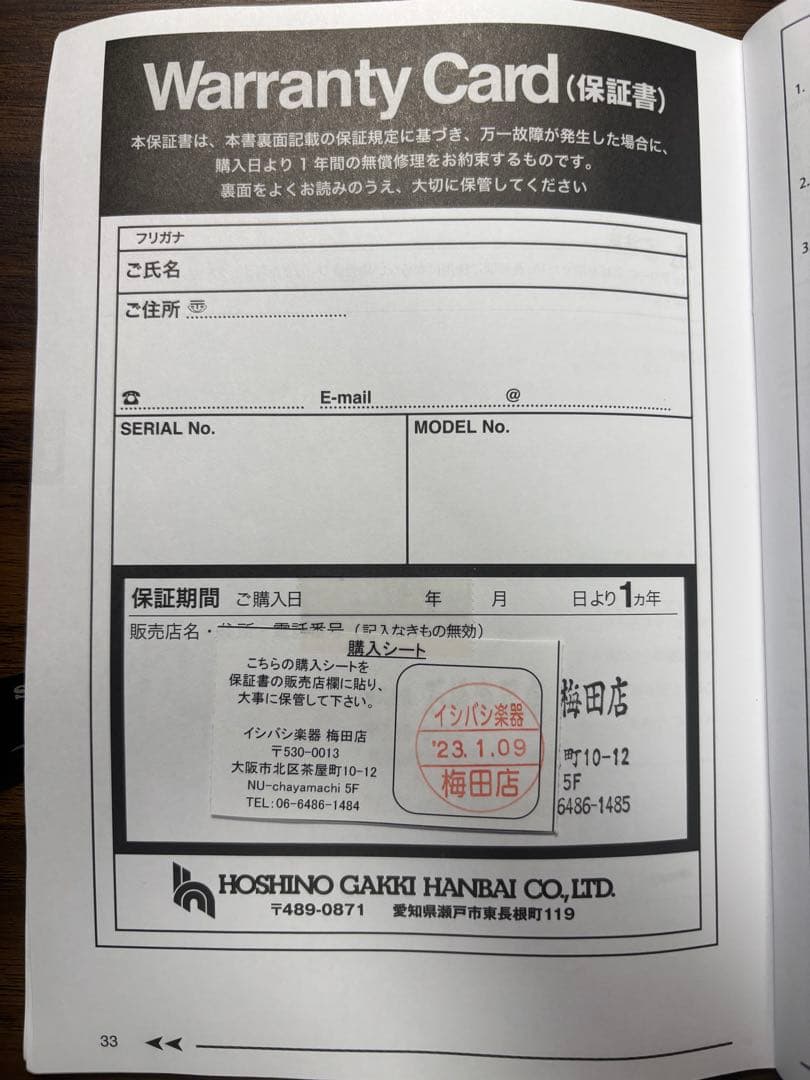 Warranty Card(保証書)
本保証書は、本書裏面記載の保証規定に基づき、万一故障が発生した場合に、
購入日より1年間の無償修理をお約束するものです。
裏面をよくお読みのうえ、大切に保管してください
フリガナ
ご氏名
ご住所 〠
☎ E-mail @
SERIAL No. MODEL No.
保証期間 ご購入日 年 月 日より1ヵ年
販売店名・住所・電話番号(記入なきもの無効)
購入シート
こちらの購入シートを
保証書の販売店欄に貼り、
大事に保管して下さい。
イシバシ楽器 梅田店
〒530-0013
大阪市北区茶屋町10-12
NU-chayamachi 5F
TEL:06-6486-1484
イシバシ楽器
'23.1.09
梅田店
梅田店
町10-12
5F
6486-1485
HOSHINO GAKKI HANBAI CO.,LTD.
〒489-0871 愛知県瀬戸市東長根町119
33
1.
2.
3